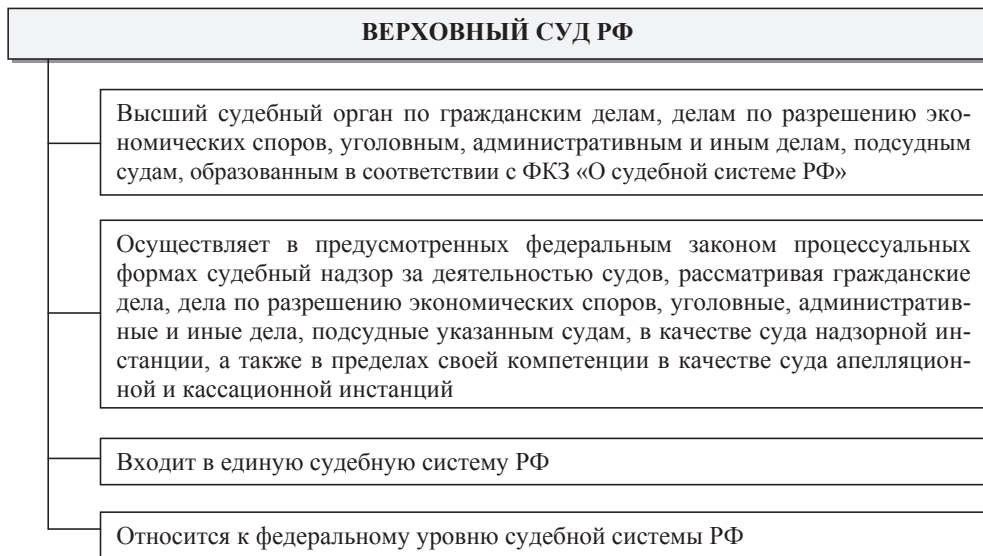 ВЕРХОВНЫЙ СУД РФ
Высший судебный орган по гражданским делам, делам по разрешению эко-
номических споров, уголовным, административным и иным делам, подсудным
судам, образованным в соответствии с ФКЗ «О судебной системе РФ»
Осуществляет в предусмотренных федеральным законом процессуальных
формах судебный надзор за деятельностью судов, рассматривая гражданские
дела, дела по разрешению экономических споров, уголовные, административ-
ные и иные дела, подсудные указанным судам, в качестве суда надзорной ин-
станции, а также в пределах своей компетенции в качестве суда апелляцион-
ной и кассационной инстанций
Входит в единую судебную систему РФ
Относится к федеральному уровню судебной системы РФ